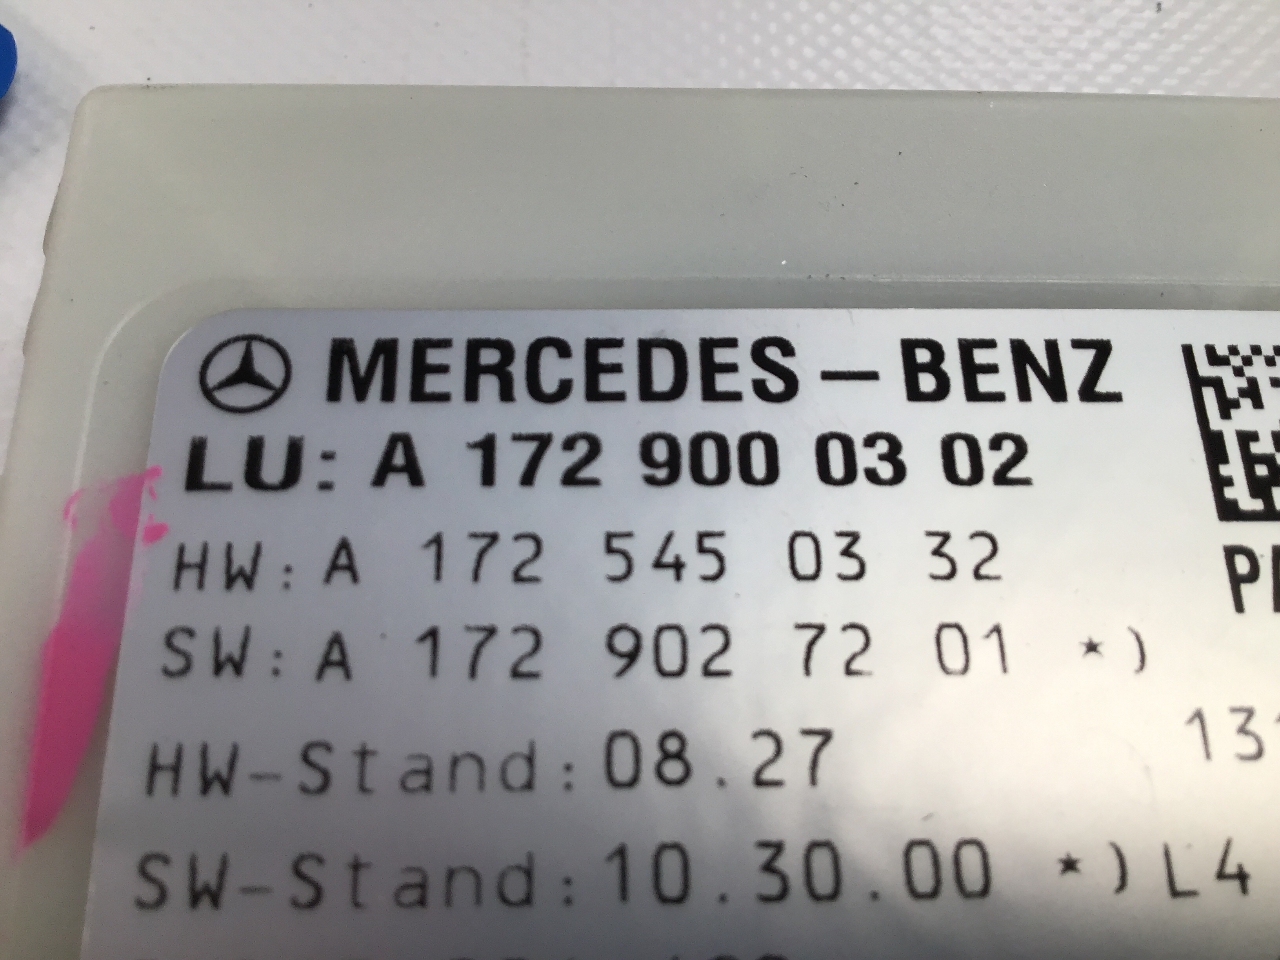 MERCEDES-BENZ
LU: A 172 900 03 02
HW: A 172 545 03 32
SW: A 172 902 72 01 *)
HW-Stand: 08.27
SW-Stand: 10.30.00 *) L4